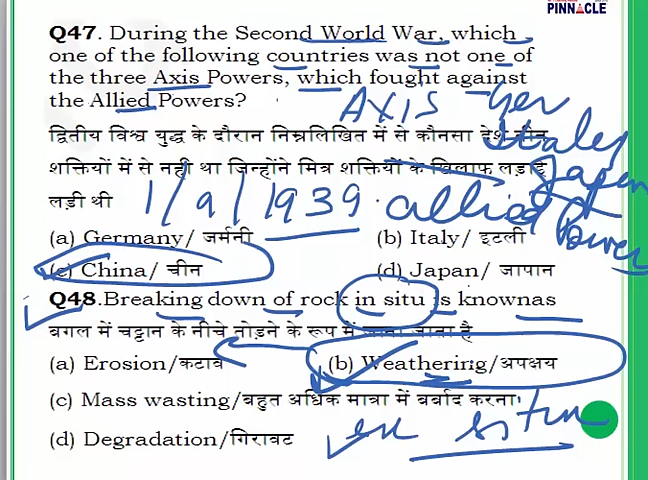 PINNACLE
Q47. During the Second World War, which
one of the following countries was not one of
the three Axis Powers, which fought against
the Allied Powers?
AXIS - Ger
द्वितीय विश्व युद्ध के दौरान निम्नलिखित में से कौनसा देश तीन
Italy
शक्तियों में से नही था जिन्होंने मित्र शक्तियों के खिलाफ लड़ाई
Japan
लड़ी थी
1/9/1939 allied
Power
(a) Germany/ जर्मनी (b) Italy/ इटली
(c) China/ चीन (d) Japan/ जापान
Q48.Breaking down of rock in situ is knownas
बगल में चट्टान के नीचे तोड़ने के रूप में जाना जाता है
(a) Erosion/कटाव (b) Weathering/अपक्षय
(c) Mass wasting/बहुत अधिक मात्रा में बर्बाद करना
(d) Degradation/गिरावट
situ